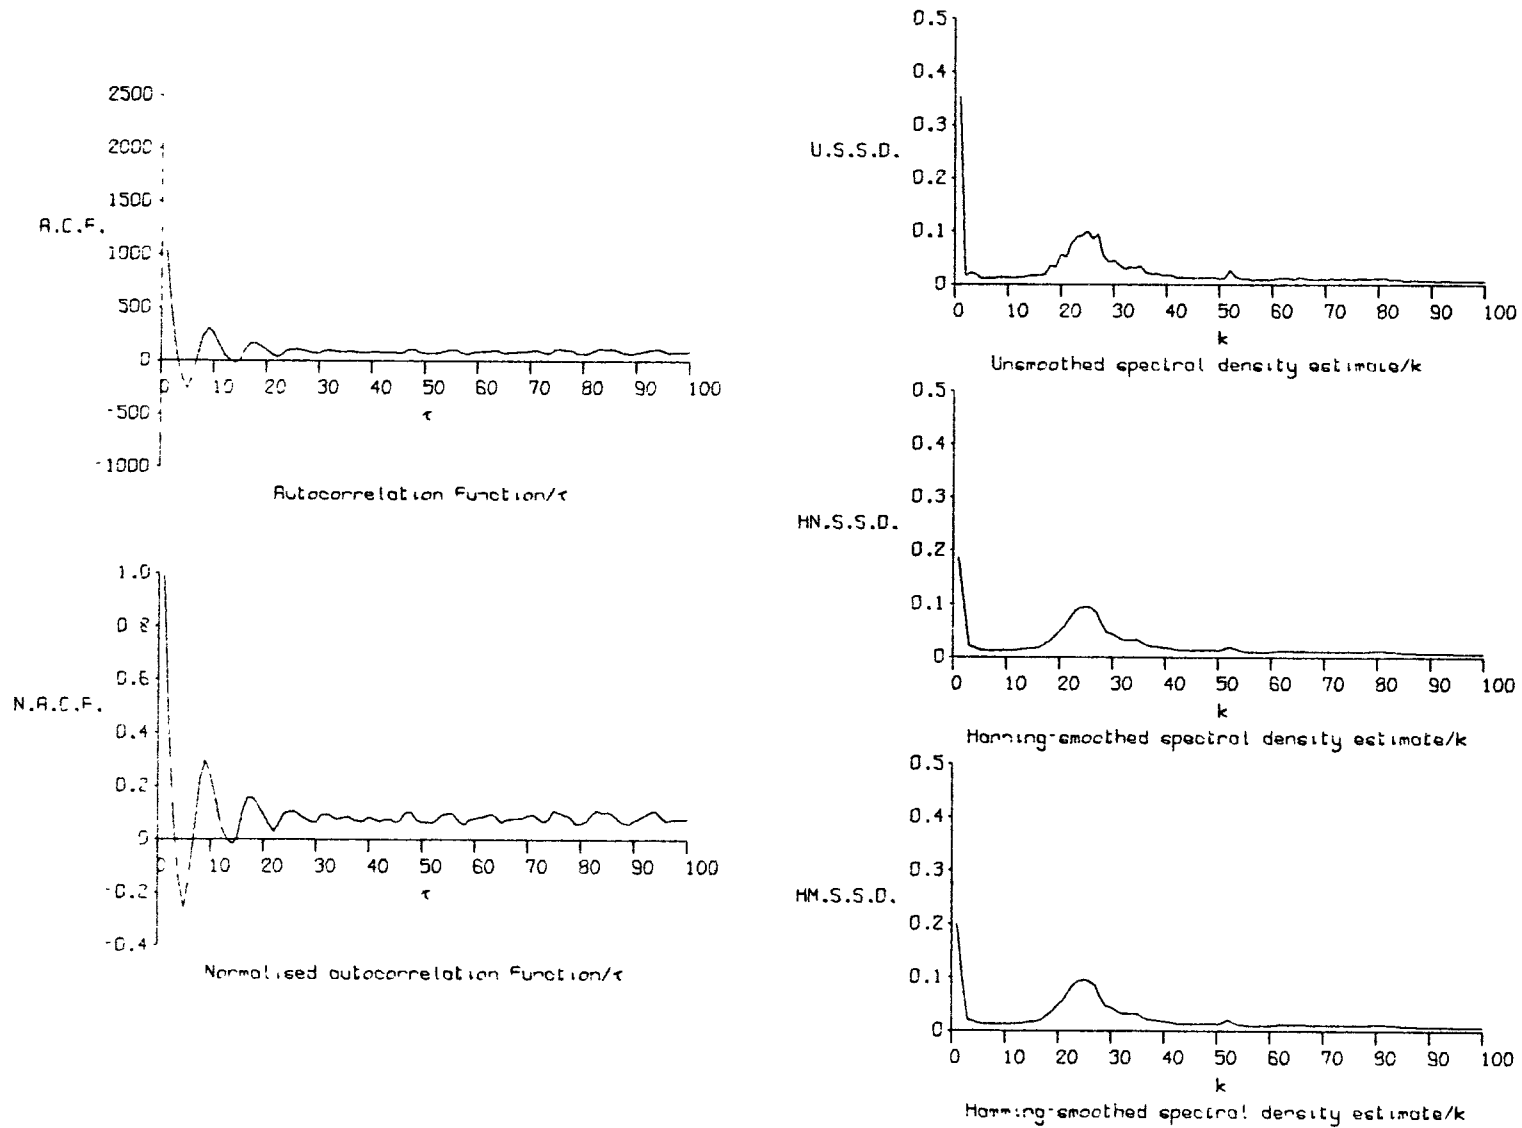 2500
2000
1500
A.C.F.
1000
500
0
0 10 20 30 40 50 60 70 80 90 100
τ
-500
-1000
Autocorrelation Function/τ
1.0
0.8
0.6
N.A.C.F.
0.4
0.2
0
0 10 20 30 40 50 60 70 80 90 100
τ
-0.2
-0.4
Normalised autocorrelation Function/τ
0.5
0.4
0.3
U.S.S.D.
0.2
0.1
0
0 10 20 30 40 50 60 70 80 90 100
k
Unsmoothed spectral density estimate/k
0.5
0.4
0.3
HN.S.S.D.
0.2
0.1
0
0 10 20 30 40 50 60 70 80 90 100
k
Hanning-smoothed spectral density estimate/k
0.5
0.4
0.3
HM.S.S.D.
0.2
0.1
0
0 10 20 30 40 50 60 70 80 90 100
k
Hamming-smoothed spectral density estimate/k